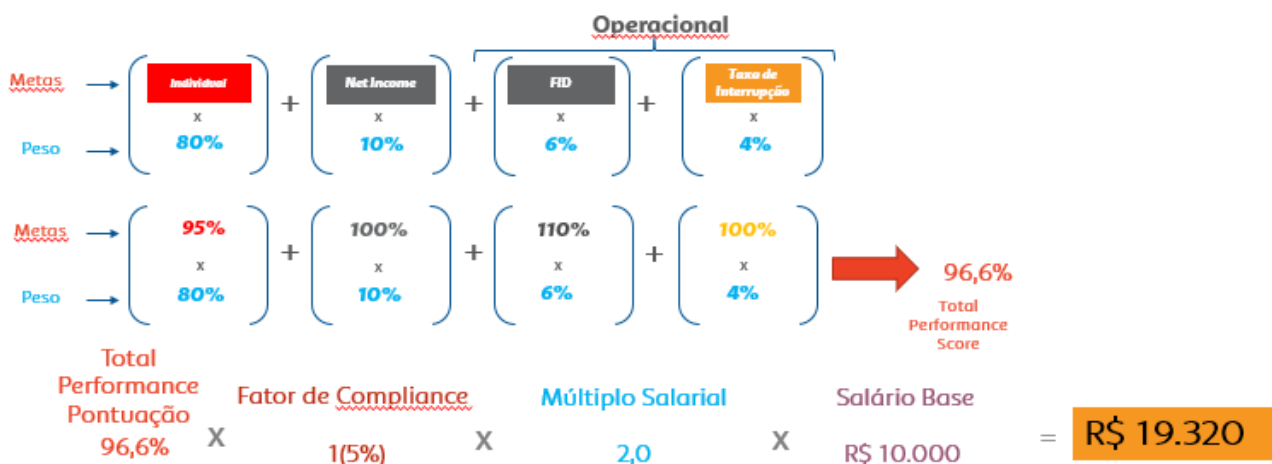 Operacional
Metas
Individual + Net Income + FID + Taxa de
Interrupção
x x x x
Peso 80% 10% 6% 4%
Metas 95% + 100% + 110% + 100%
x x x x
Peso 80% 10% 6% 4%
96,6%
Total
Performance
Score
Total
Performance
Pontuação
96,6%
X
Fator de Compliance
1(5%)
X
Múltiplo Salarial
2,0
X
Salário Base
R$ 10.000
=
R$ 19.320